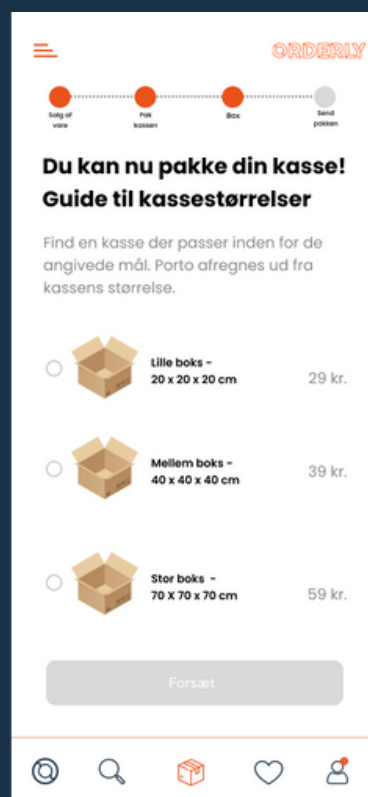 ORDERLY
Salg af
vare
Pak
kassen
Box
Send
pakken
Du kan nu pakke din kasse!
Guide til kassestørrelser
Find en kasse der passer inden for de
angivede mål. Porto afregnes ud fra
kassens størrelse.
Lille boks -
20 x 20 x 20 cm
29 kr.
Mellem boks -
40 x 40 x 40 cm
39 kr.
Stor boks -
70 X 70 x 70 cm
59 kr.
Forsæt